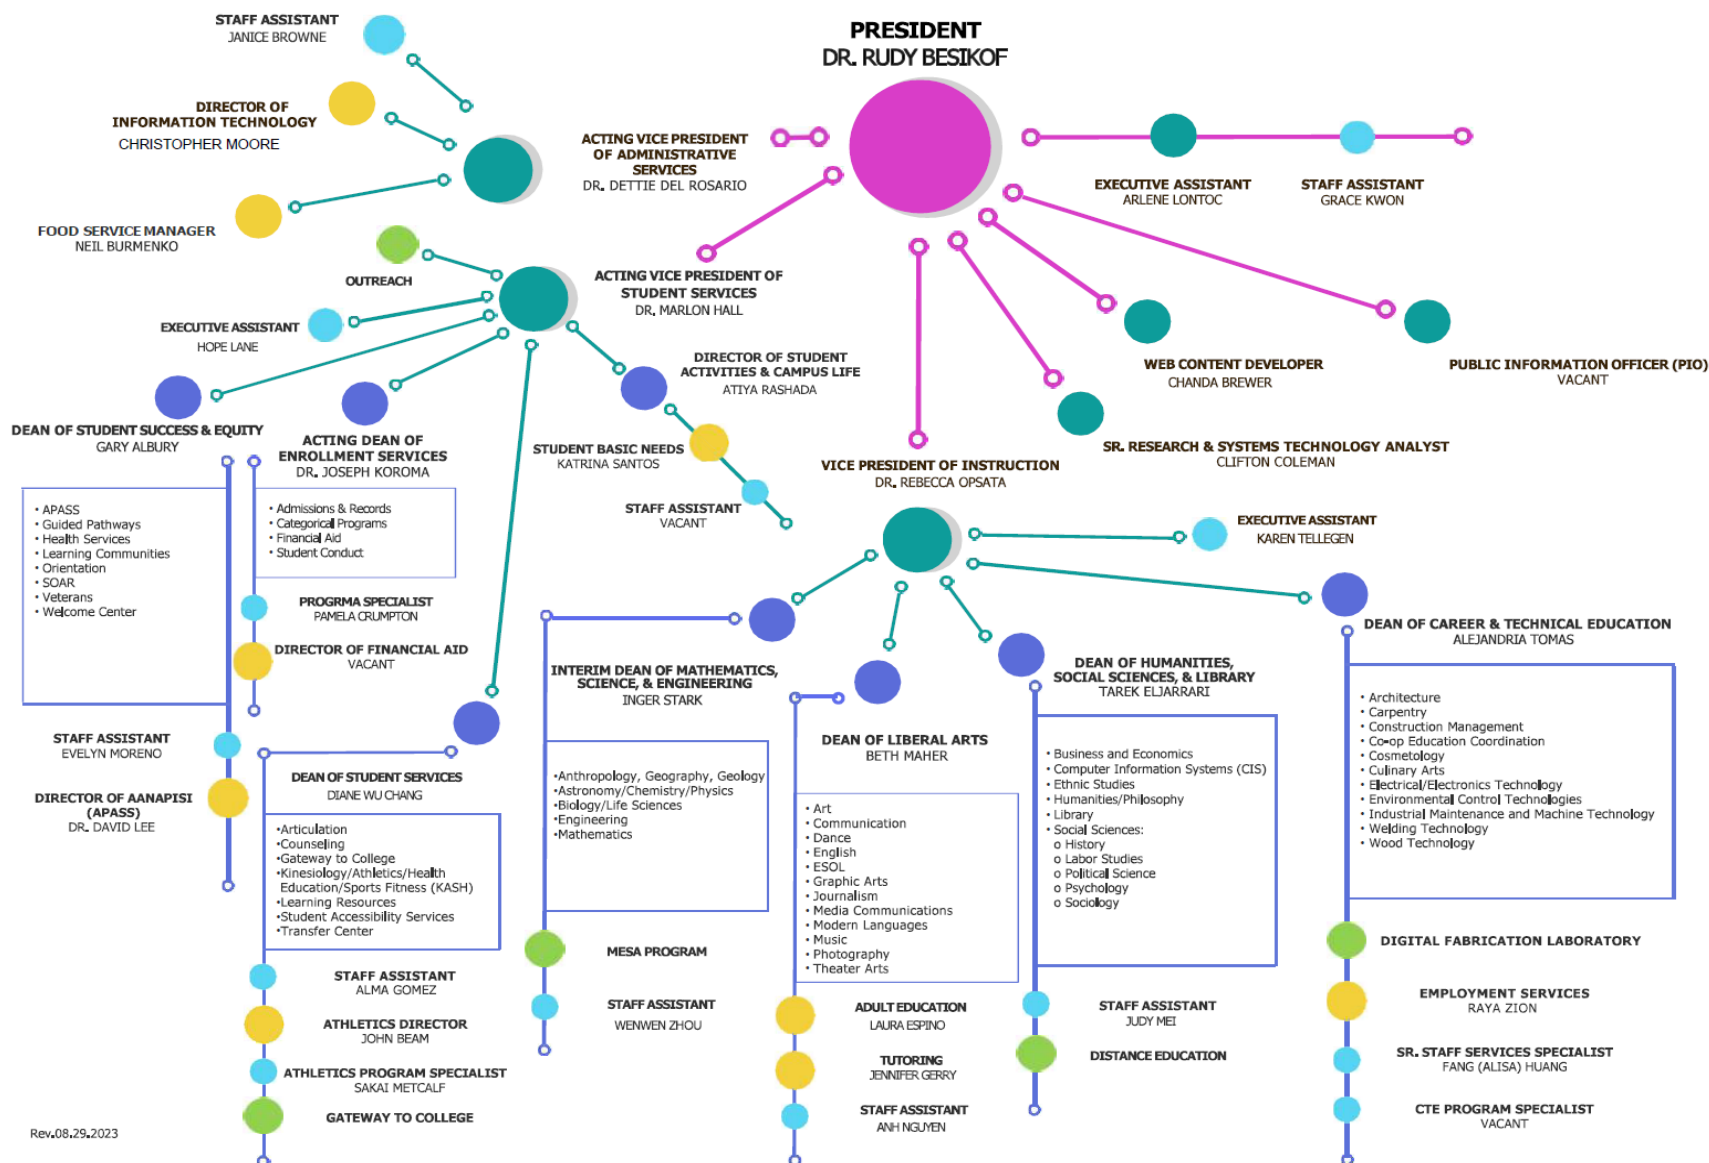 STAFF ASSISTANT
JANICE BROWNE
DIRECTOR OF
INFORMATION TECHNOLOGY
CHRISTOPHER MOORE
FOOD SERVICE MANAGER
NEIL BURMENKO
PRESIDENT
DR. RUDY BESIKOF
ACTING VICE PRESIDENT
OF ADMINISTRATIVE
SERVICES
DR. DETTIE DEL ROSARIO
EXECUTIVE ASSISTANT
ARLENE LONTOC
STAFF ASSISTANT
GRACE KWON
OUTREACH
ACTING VICE PRESIDENT OF
STUDENT SERVICES
DR. MARLON HALL
EXECUTIVE ASSISTANT
HOPE LANE
DIRECTOR OF STUDENT
ACTIVITIES & CAMPUS LIFE
ATIYA RASHADA
WEB CONTENT DEVELOPER
CHANDA BREWER
PUBLIC INFORMATION OFFICER (PIO)
VACANT
DEAN OF STUDENT SUCCESS & EQUITY
GARY ALBURY
ACTING DEAN OF
ENROLLMENT SERVICES
DR. JOSEPH KOROMA
STUDENT BASIC NEEDS
KATRINA SANTOS
STAFF ASSISTANT
VACANT
SR. RESEARCH & SYSTEMS TECHNOLOGY ANALYST
CLIFTON COLEMAN
VICE PRESIDENT OF INSTRUCTION
DR. REBECCA OPSATA
EXECUTIVE ASSISTANT
KAREN TELLEGEN
• APASS
• Guided Pathways
• Health Services
• Learning Communities
• Orientation
• SOAR
• Veterans
• Welcome Center
• Admissions & Records
• Categorical Programs
• Financial Aid
• Student Conduct
PROGRMA SPECIALIST
PAMELA CRUMPTON
DIRECTOR OF FINANCIAL AID
VACANT
STAFF ASSISTANT
EVELYN MORENO
DIRECTOR OF AANAPISI
(APASS)
DR. DAVID LEE
DEAN OF STUDENT SERVICES
DIANE WU CHANG
•Articulation
•Counseling
•Gateway to College
•Kinesiology/Athletics/Health
Education/Sports Fitness (KASH)
•Learning Resources
•Student Accessibility Services
•Transfer Center
STAFF ASSISTANT
ALMA GOMEZ
ATHLETICS DIRECTOR
JOHN BEAM
ATHLETICS PROGRAM SPECIALIST
SAKAI METCALF
GATEWAY TO COLLEGE
INTERIM DEAN OF MATHEMATICS,
SCIENCE, & ENGINEERING
INGER STARK
•Anthropology, Geography, Geology
•Astronomy/Chemistry/Physics
•Biology/Life Sciences
•Engineering
•Mathematics
MESA PROGRAM
STAFF ASSISTANT
WENWEN ZHOU
DEAN OF LIBERAL ARTS
BETH MAHER
• Art
• Communication
• Dance
• English
• ESOL
• Graphic Arts
• Journalism
• Media Communications
• Modern Languages
• Music
• Photography
• Theater Arts
ADULT EDUCATION
LAURA ESPINO
TUTORING
JENNIFER GERRY
STAFF ASSISTANT
ANH NGUYEN
DEAN OF HUMANITIES,
SOCIAL SCIENCES, & LIBRARY
TAREK ELJARRARI
• Business and Economics
• Computer Information Systems (CIS)
• Ethnic Studies
• Humanities/Philosophy
• Library
• Social Sciences:
o History
o Labor Studies
o Political Science
o Psychology
o Sociology
STAFF ASSISTANT
JUDY MEI
DISTANCE EDUCATION
DEAN OF CAREER & TECHNICAL EDUCATION
ALEJANDRIA TOMAS
• Architecture
• Carpentry
• Construction Management
• Co-op Education Coordination
• Cosmetology
• Culinary Arts
• Electrical/Electronics Technology
• Environmental Control Technologies
• Industrial Maintenance and Machine Technology
• Welding Technology
• Wood Technology
DIGITAL FABRICATION LABORATORY
EMPLOYMENT SERVICES
RAYA ZION
SR. STAFF SERVICES SPECIALIST
FANG (ALISA) HUANG
CTE PROGRAM SPECIALIST
VACANT
Rev.08.29.2023